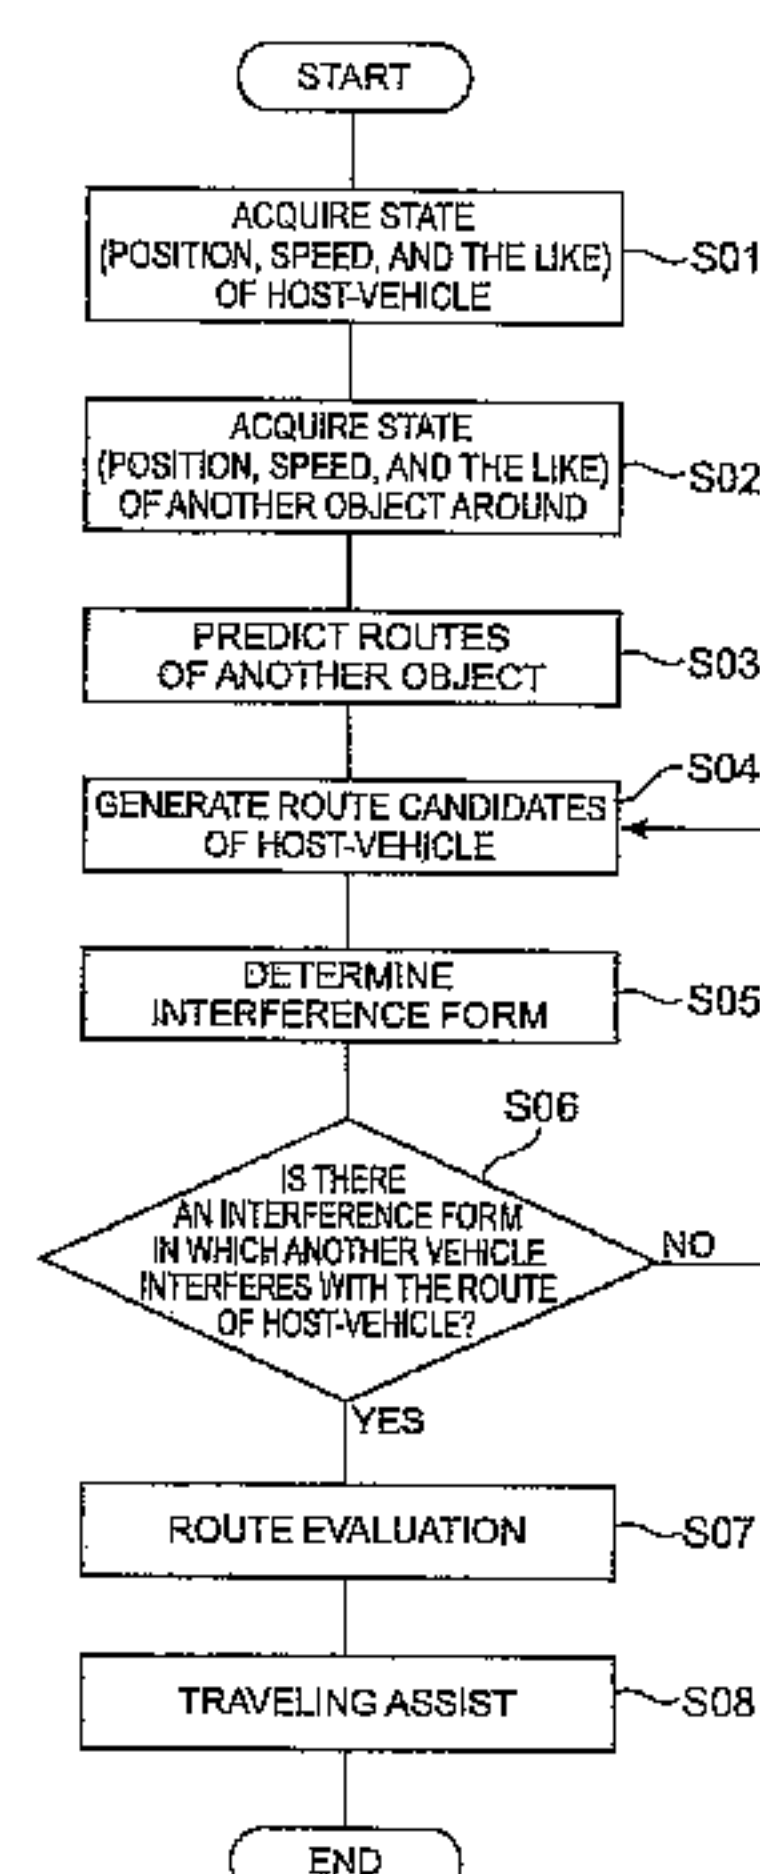 START
ACQUIRE STATE
(POSITION, SPEED, AND THE LIKE)
OF HOST-VEHICLE
S01
ACQUIRE STATE
(POSITION, SPEED, AND THE LIKE)
OF ANOTHER OBJECT AROUND
S02
PREDICT ROUTES
OF ANOTHER OBJECT
S03
GENERATE ROUTE CANDIDATES
OF HOST-VEHICLE
S04
DETERMINE
INTERFERENCE FORM
S05
S06
IS THERE
AN INTERFERENCE FORM
IN WHICH ANOTHER VEHICLE
INTERFERES WITH THE ROUTE
OF HOST-VEHICLE?
NO
YES
ROUTE EVALUATION
S07
TRAVELING ASSIST
S08
END